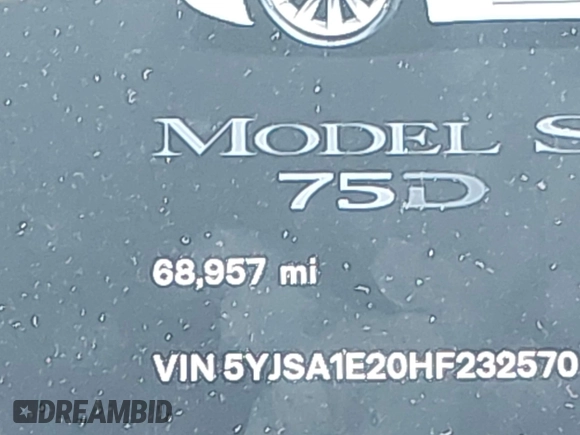 MODEL S
75D
68,957 mi
VIN 5YJSA1E20HF232570
DREAMBID